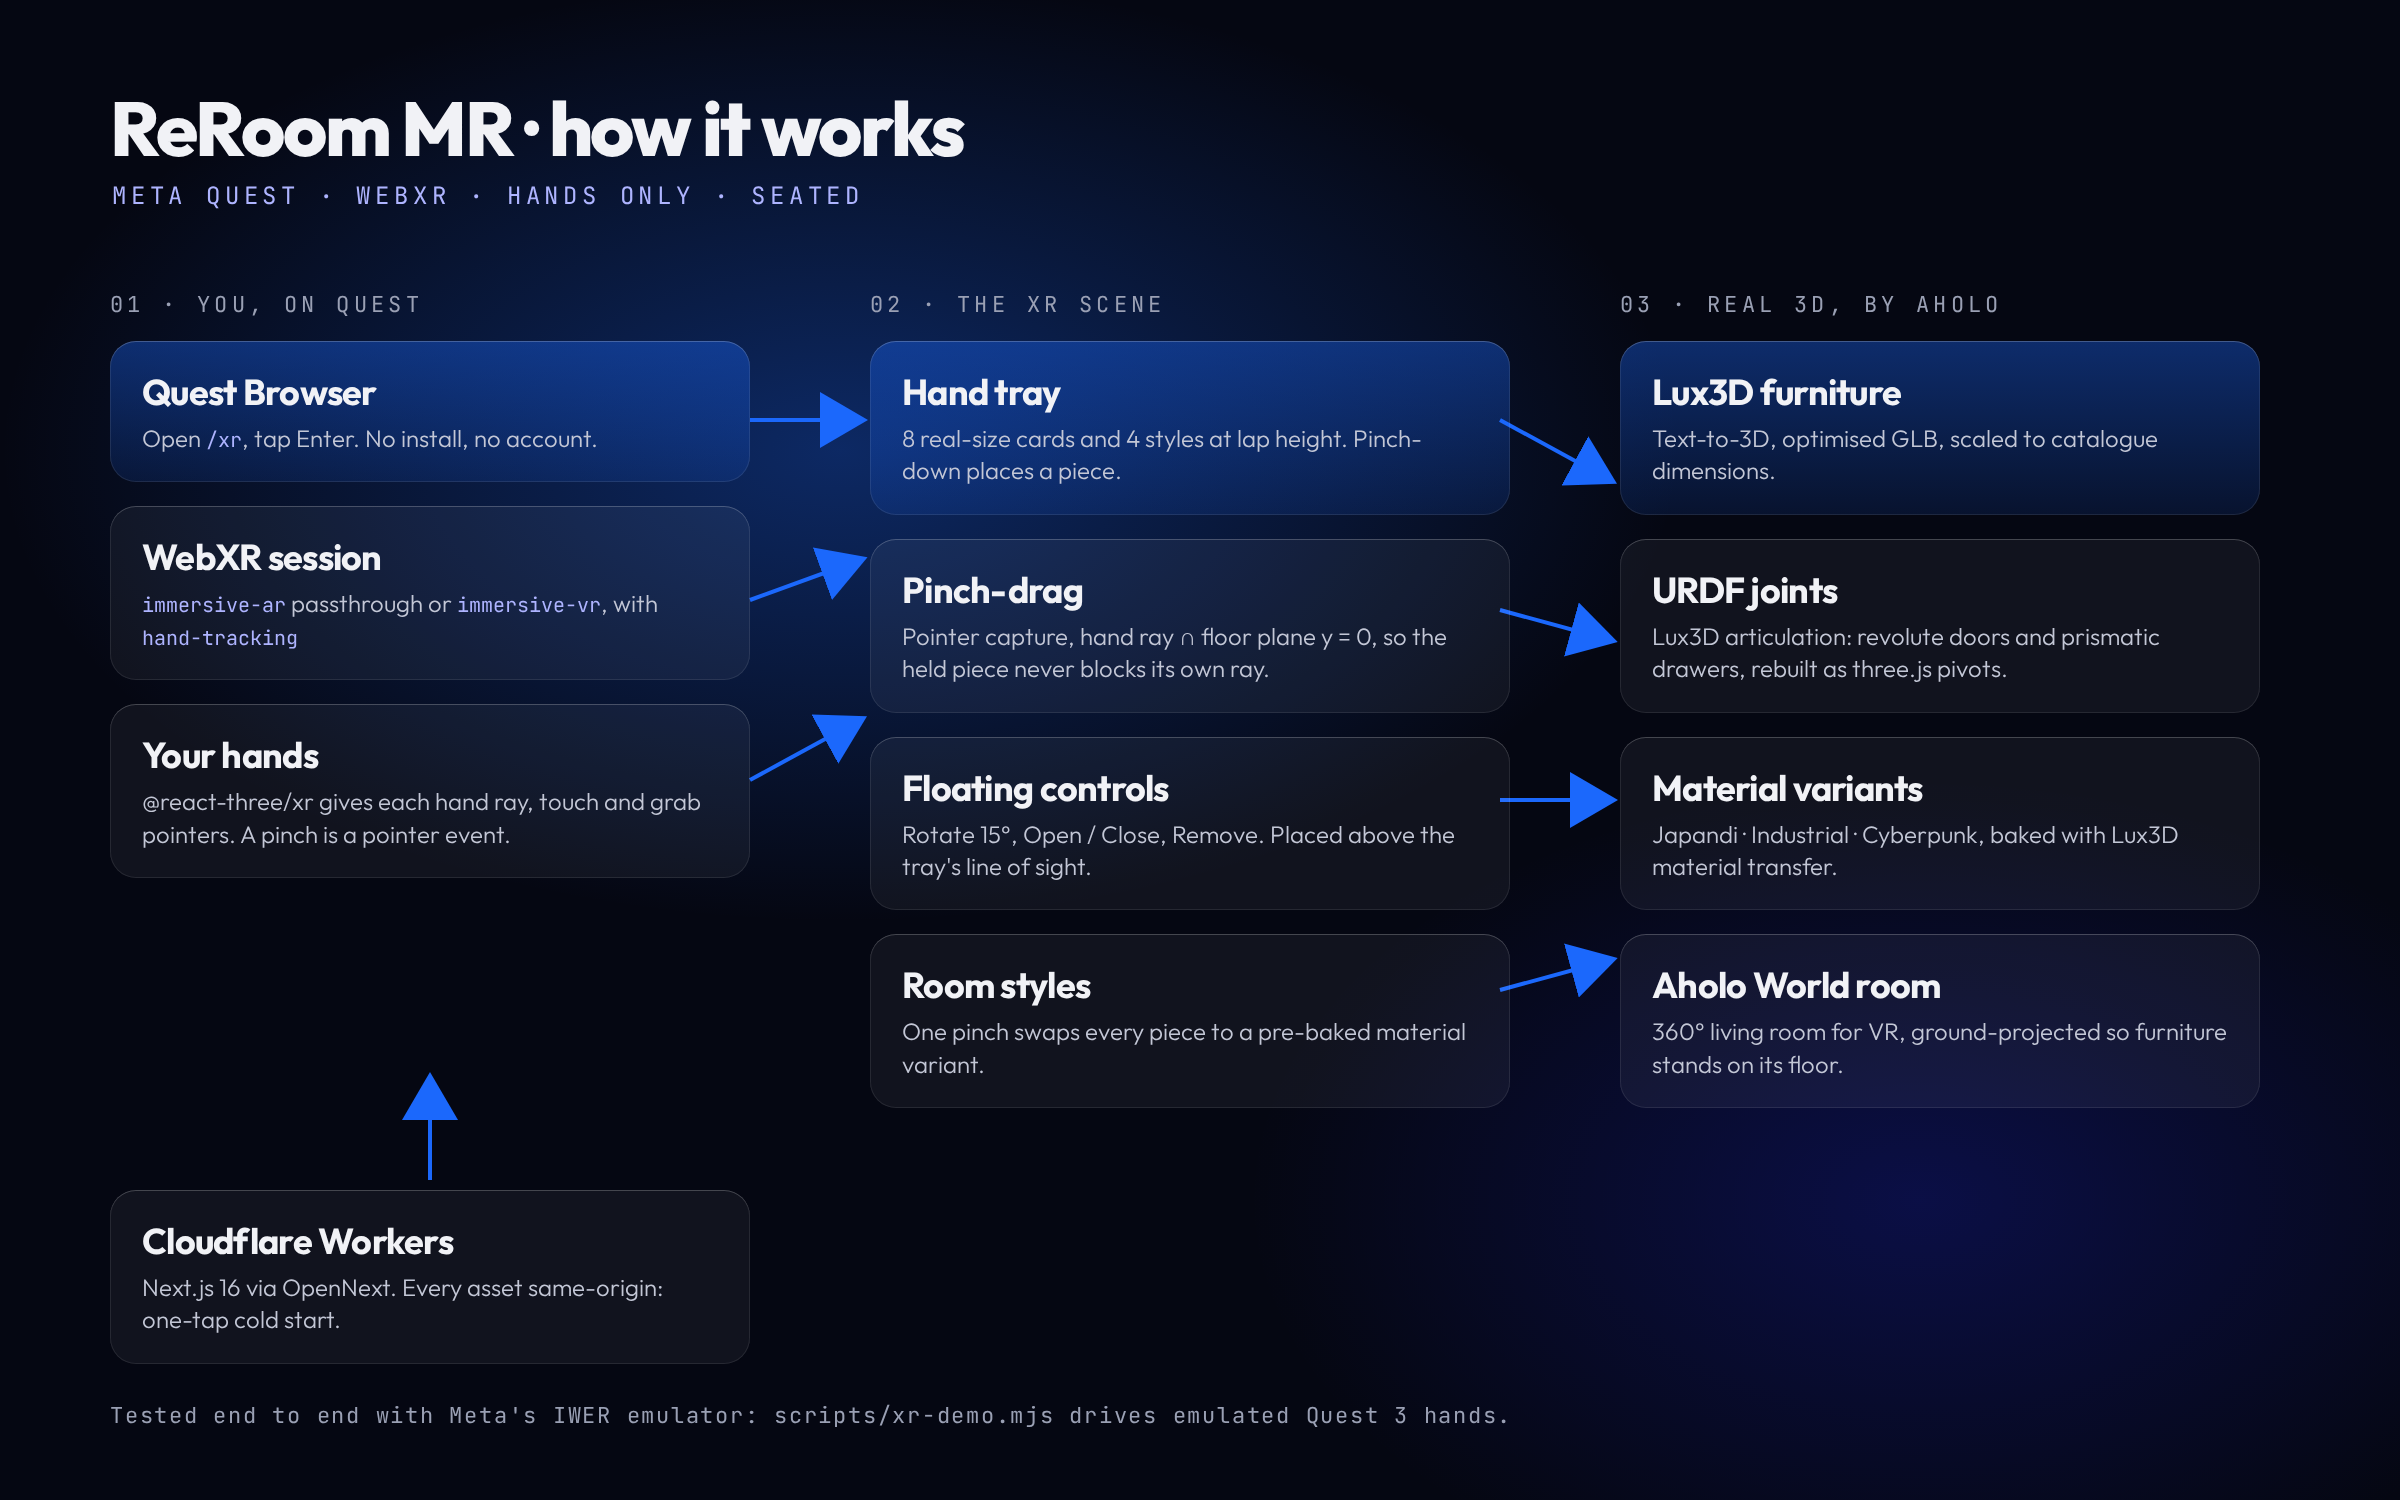 ReRoom MR · how it works
META QUEST · WEBXR · HANDS ONLY · SEATED
01 · YOU, ON QUEST
Quest Browser
Open /xr, tap Enter. No install, no account.
WebXR session
immersive-ar passthrough or immersive-vr, with
hand-tracking
Your hands
@react-three/xr gives each hand ray, touch and grab
pointers. A pinch is a pointer event.
Cloudflare Workers
Next.js 16 via OpenNext. Every asset same-origin:
one-tap cold start.
02 · THE XR SCENE
Hand tray
8 real-size cards and 4 styles at lap height. Pinch-
down places a piece.
Pinch-drag
Pointer capture, hand ray ∩ floor plane y = 0, so the
held piece never blocks its own ray.
Floating controls
Rotate 15°, Open / Close, Remove. Placed above the
tray's line of sight.
Room styles
One pinch swaps every piece to a pre-baked material
variant.
03 · REAL 3D, BY AHOLO
Lux3D furniture
Text-to-3D, optimised GLB, scaled to catalogue
dimensions.
URDF joints
Lux3D articulation: revolute doors and prismatic
drawers, rebuilt as three.js pivots.
Material variants
Japandi · Industrial · Cyberpunk, baked with Lux3D
material transfer.
Aholo World room
360° living room for VR, ground-projected so furniture
stands on its floor.
Tested end to end with Meta's IWER emulator: scripts/xr-demo.mjs drives emulated Quest 3 hands.